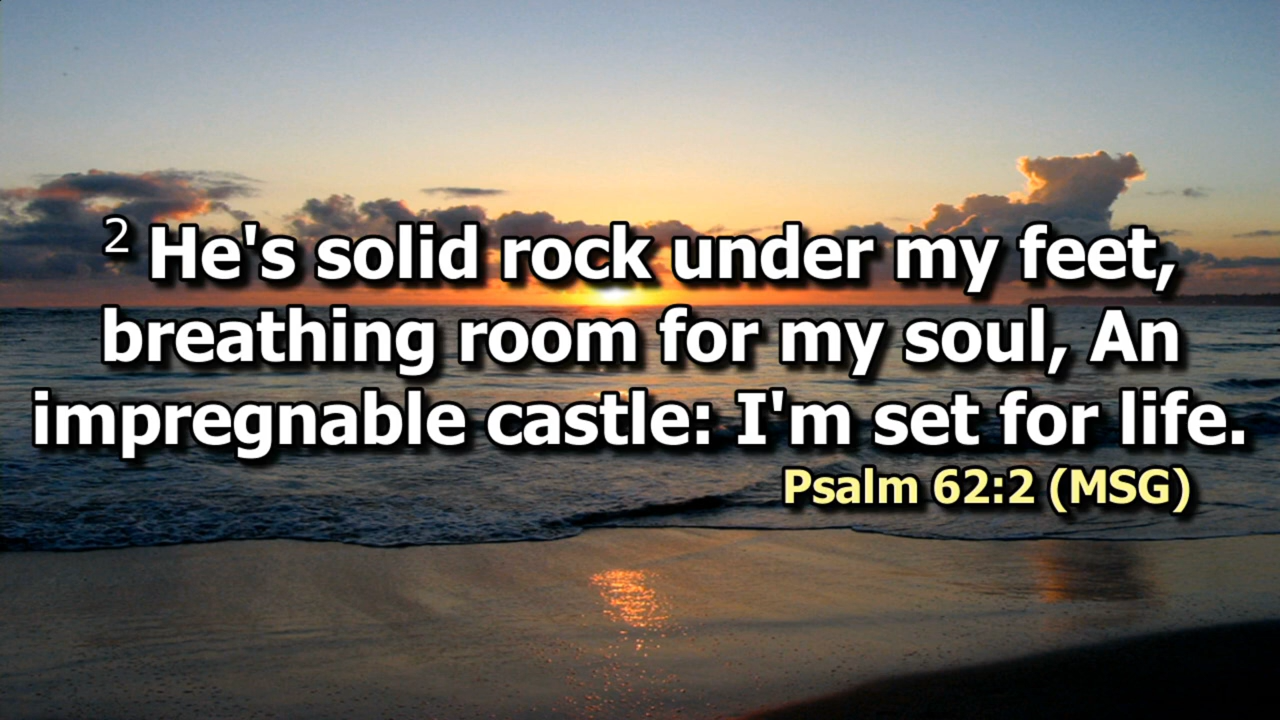 2 He's solid rock under my feet,
breathing room for my soul, An
impregnable castle: I'm set for life.
Psalm 62:2 (MSG)